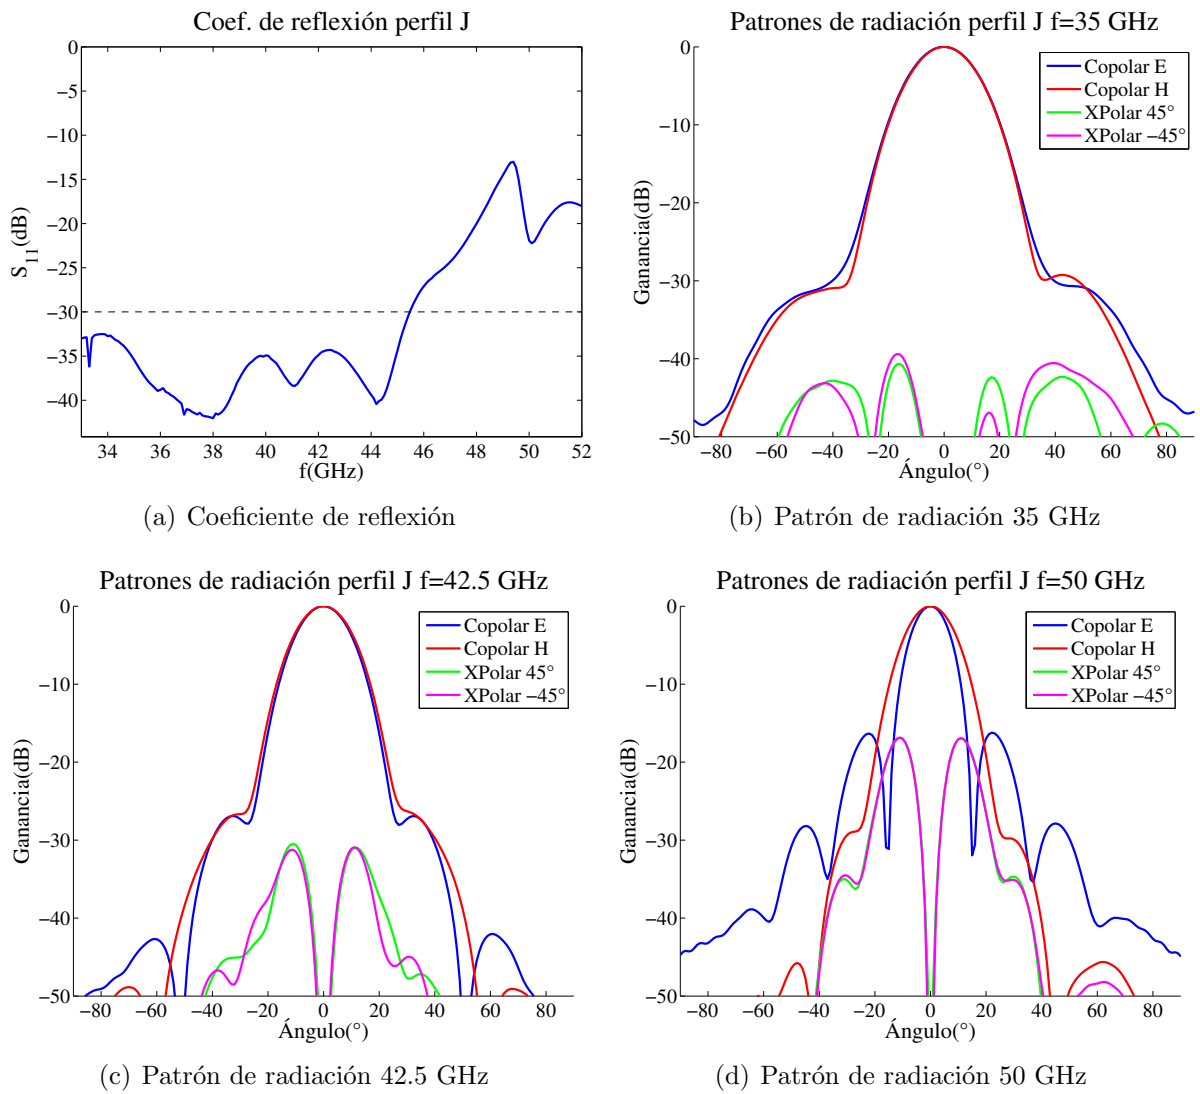 Coef. de reflexión perfil J
0
−5
−10
−15
−20
−25
−30
−35
−40
S11(dB)
34 36 38 40 42 44 46 48 50 52
f(GHz)
(a) Coeficiente de reflexión
Patrones de radiación perfil J f=35 GHz
Copolar E
Copolar H
XPolar 45°
XPolar −45°
0
−10
−20
−30
−40
−50
Ganancia(dB)
−80 −60 −40 −20 0 20 40 60 80
Ángulo(°)
(b) Patrón de radiación 35 GHz
Patrones de radiación perfil J f=42.5 GHz
Copolar E
Copolar H
XPolar 45°
XPolar −45°
0
−10
−20
−30
−40
−50
Ganancia(dB)
−80 −60 −40 −20 0 20 40 60 80
Ángulo(°)
(c) Patrón de radiación 42.5 GHz
Patrones de radiación perfil J f=50 GHz
Copolar E
Copolar H
XPolar 45°
XPolar −45°
0
−10
−20
−30
−40
−50
Ganancia(dB)
−80 −60 −40 −20 0 20 40 60 80
Ángulo(°)
(d) Patrón de radiación 50 GHz